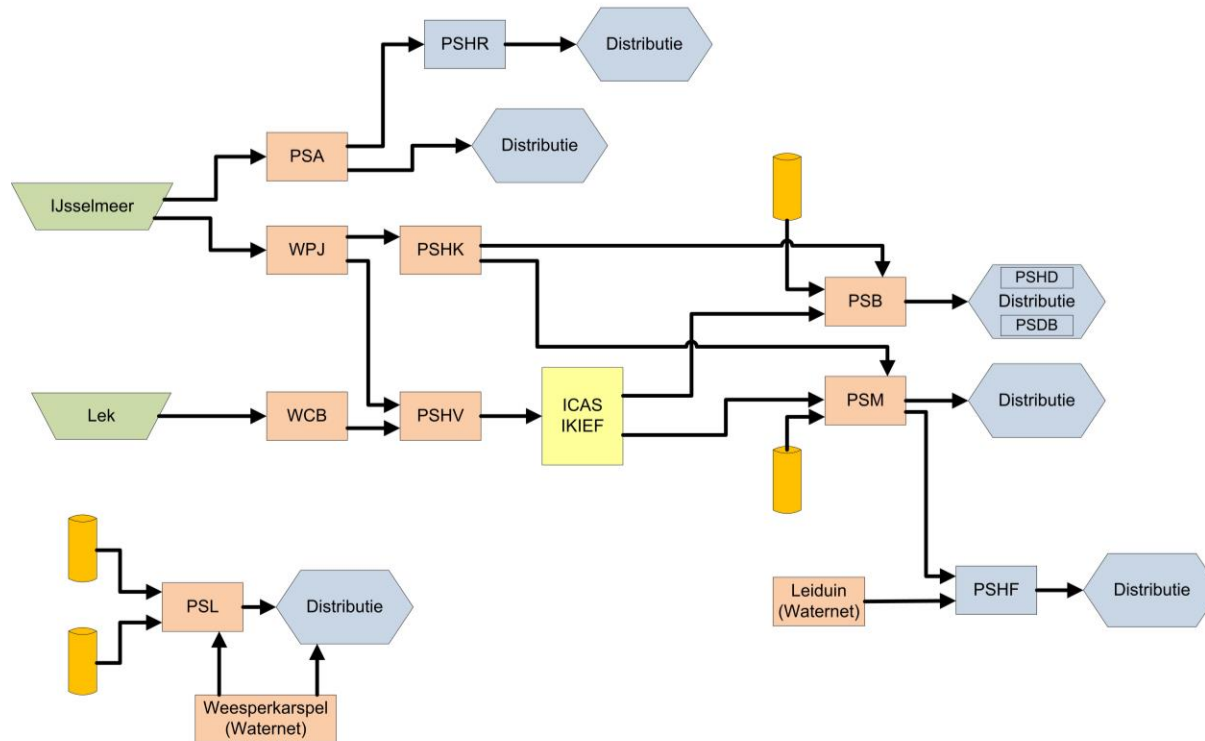 PSHR
Distributie
PSA
Distributie
IJsselmeer
WPJ
PSHK
PSB
PSHD
Distributie
PSDB
Lek
WCB
PSHV
ICAS
IKIEF
PSM
Distributie
PSL
Distributie
Leiduin
(Waternet)
PSHF
Distributie
Weesperkarspel
(Waternet)